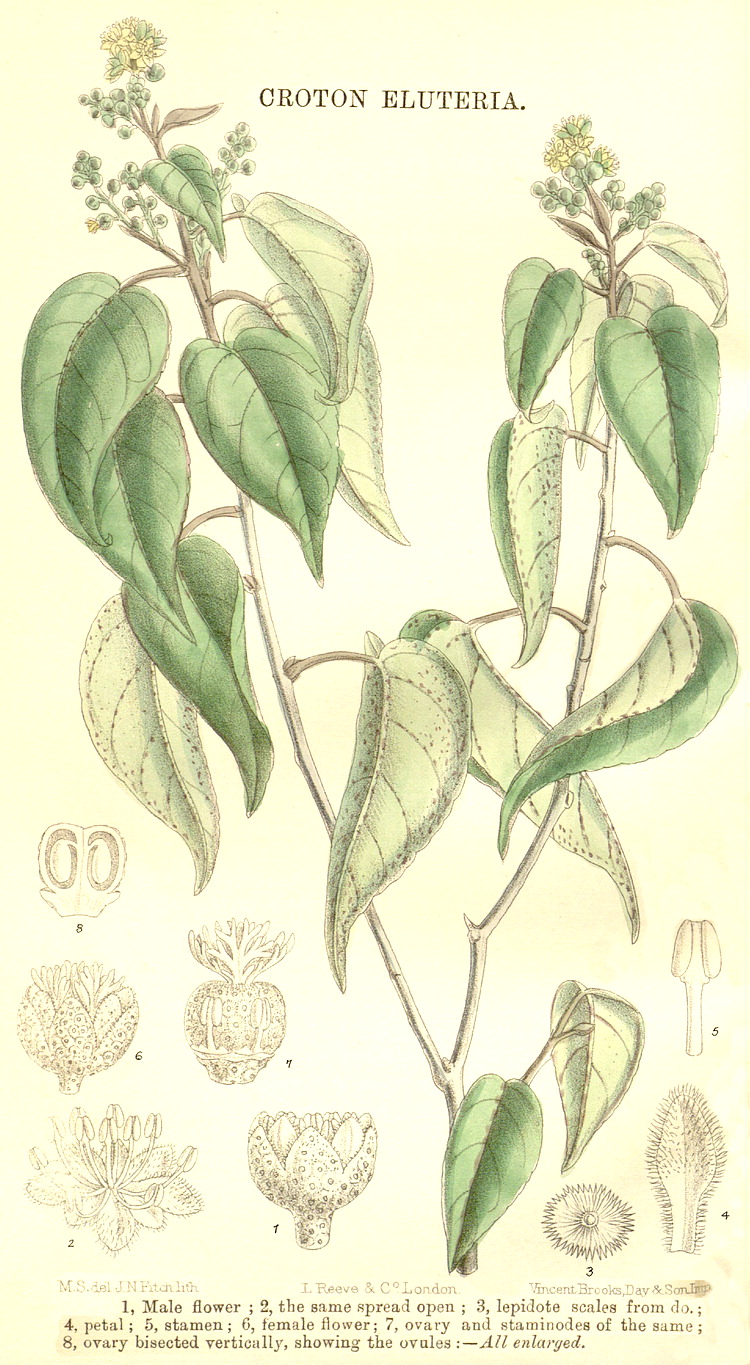 CROTON ELUTERIA.
8
6
7
5
2
1
3
4
M.S.del J.N.Fitch lith
L Reeve & Cº London.
Vincent Brooks, Day & Son Imp
1, Male flower ; 2, the same spread open ; 3, lepidote scales from do.;
4, petal ; 5, stamen ; 6, female flower; 7, ovary and staminodes of the same ;
8, ovary bisected vertically, showing the ovules :—All enlarged.